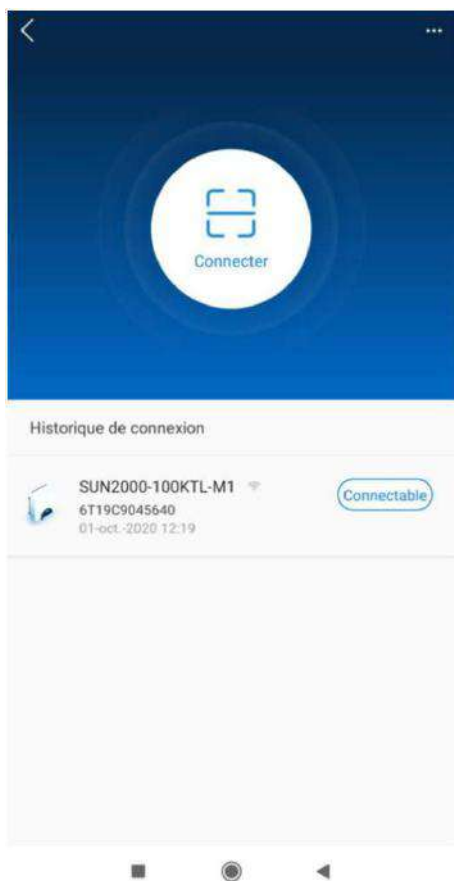 Connecter
Historique de connexion
SUN2000-100KTL-M1
Connectable
6T19C9045640
01-oct.-2020 12:19